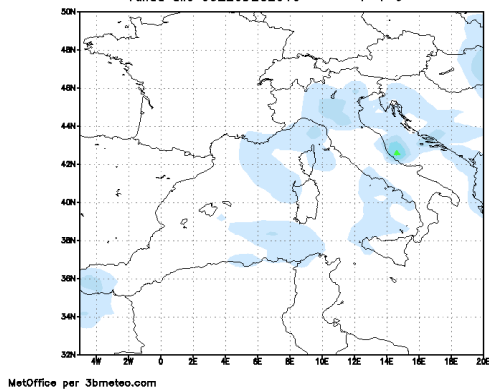 50N
48N
46N
44N
42N
40N
38N
36N
34N
32N
4W 2W 0 2E 4E 6E 8E 10E 12E 14E 16E 18E 20E
MetOffice per 3bmeteo.com